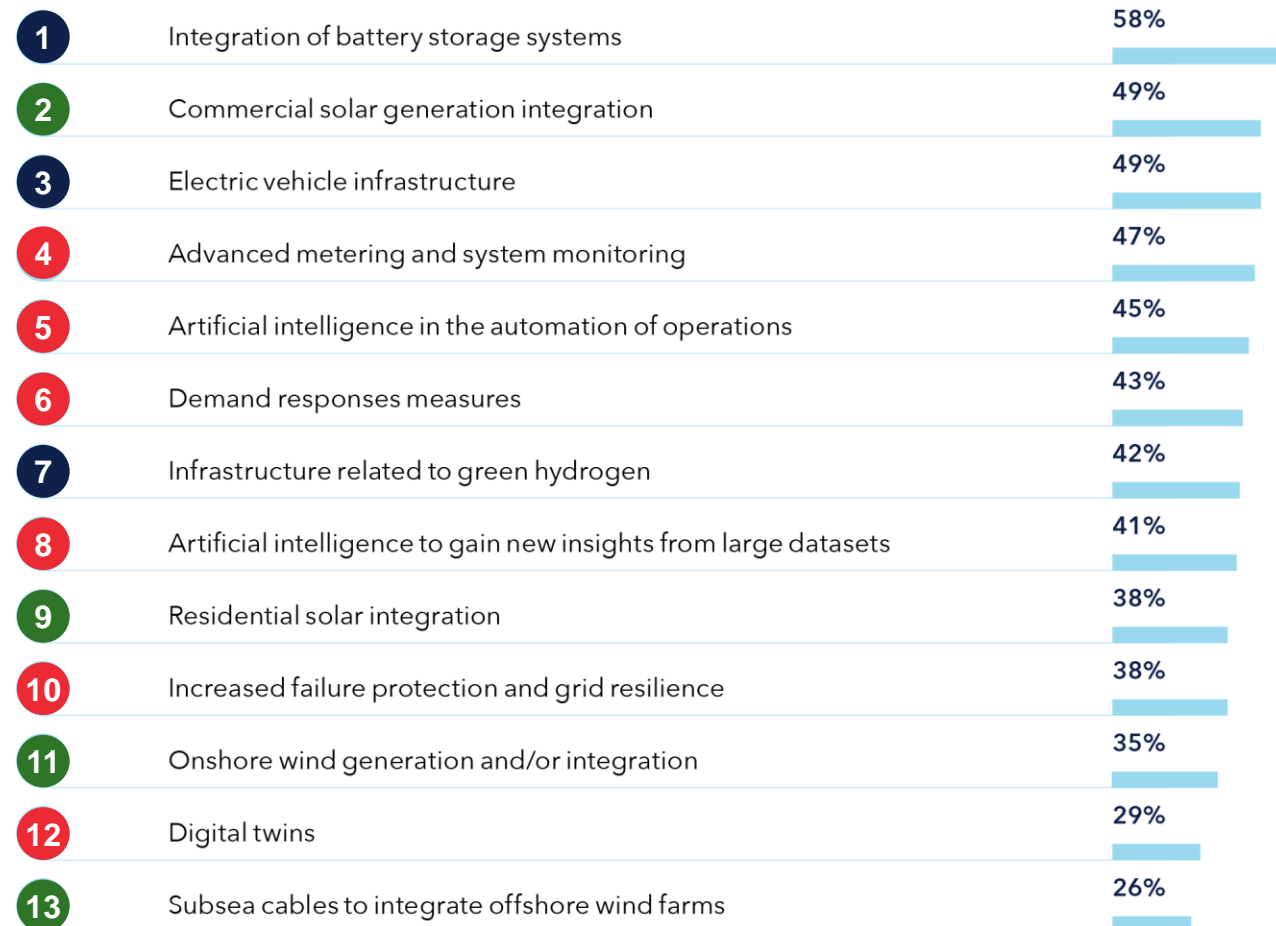 1 Integration of battery storage systems 58%
2 Commercial solar generation integration 49%
3 Electric vehicle infrastructure 49%
4 Advanced metering and system monitoring 47%
5 Artificial intelligence in the automation of operations 45%
6 Demand responses measures 43%
7 Infrastructure related to green hydrogen 42%
8 Artificial intelligence to gain new insights from large datasets 41%
9 Residential solar integration 38%
10 Increased failure protection and grid resilience 38%
11 Onshore wind generation and/or integration 35%
12 Digital twins 29%
13 Subsea cables to integrate offshore wind farms 26%